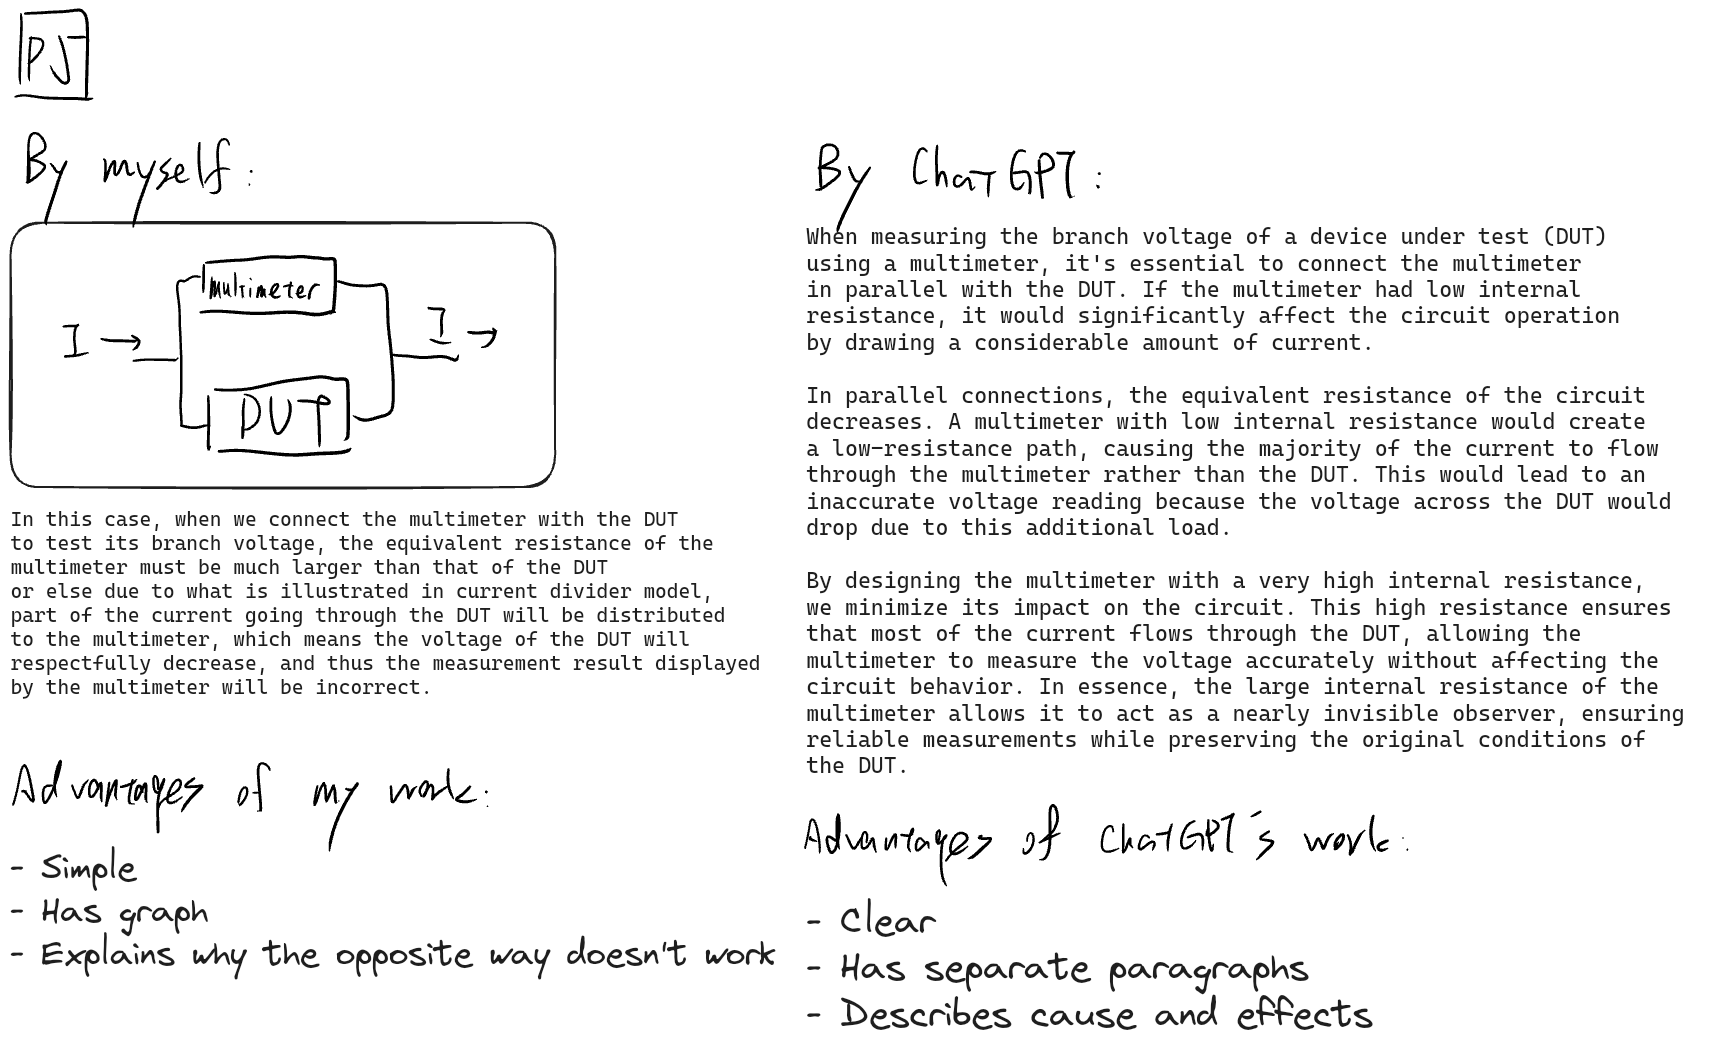 P5
By myself:
multimeter
I →
I →
DUT
In this case, when we connect the multimeter with the DUT
to test its branch voltage, the equivalent resistance of the
multimeter must be much larger than that of the DUT
or else due to what is illustrated in current divider model,
part of the current going through the DUT will be distributed
to the multimeter, which means the voltage of the DUT will
respectfully decrease, and thus the measurement result displayed
by the multimeter will be incorrect.
Advantages of my work:
- Simple
- Has graph
- Explains why the opposite way doesn't work
By ChatGPT:
When measuring the branch voltage of a device under test (DUT)
using a multimeter, it's essential to connect the multimeter
in parallel with the DUT. If the multimeter had low internal
resistance, it would significantly affect the circuit operation
by drawing a considerable amount of current.
In parallel connections, the equivalent resistance of the circuit
decreases. A multimeter with low internal resistance would create
a low-resistance path, causing the majority of the current to flow
through the multimeter rather than the DUT. This would lead to an
inaccurate voltage reading because the voltage across the DUT would
drop due to this additional load.
By designing the multimeter with a very high internal resistance,
we minimize its impact on the circuit. This high resistance ensures
that most of the current flows through the DUT, allowing the
multimeter to measure the voltage accurately without affecting the
circuit behavior. In essence, the large internal resistance of the
multimeter allows it to act as a nearly invisible observer, ensuring
reliable measurements while preserving the original conditions of
the DUT.
Advantages of ChatGPT's work:
- Clear
- Has separate paragraphs
- Describes cause and effects